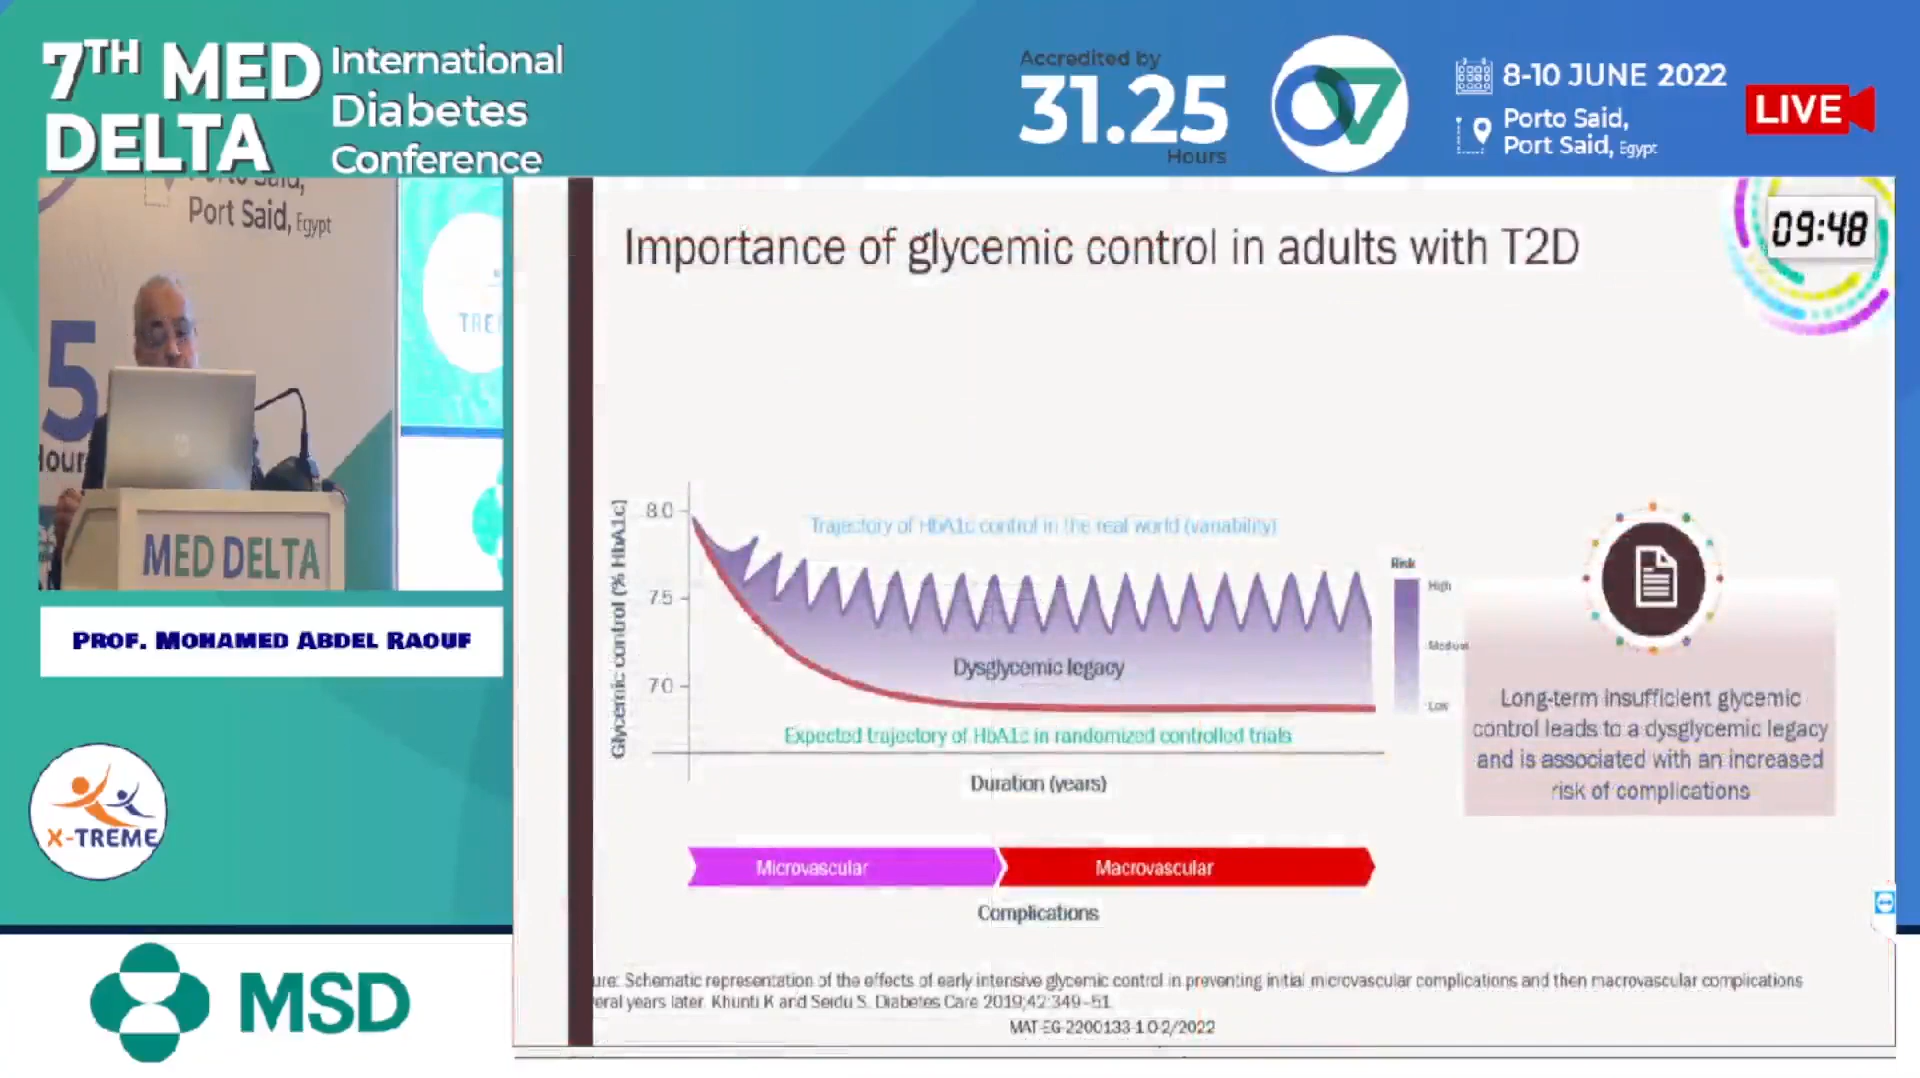 7TH MED
DELTA
International
Diabetes
Conference
Accredited by
31.25
Hours
8-10 JUNE 2022
Porto Said,
Port Said, Egypt
LIVE
Port Said, Egypt
5
MED DELTA
PROF. MOHAMED ABDEL RAOUF
X-TREME
MSD
09:48
Importance of glycemic control in adults with T2D
Glycemic control (% HbA1c)
8.0
7.5
7.0
Trajectory of HbA1c control in the real world (variability)
Dysglycemic legacy
Expected trajectory of HbA1c in randomized controlled trials
Duration (years)
Risk
High
Medium
Low
Microvascular
Macrovascular
Complications
Long-term insufficient glycemic
control leads to a dysglycemic legacy
and is associated with an increased
risk of complications
Schematic representation of the effects of early intensive glycemic control in preventing initial microvascular complications and then macrovascular complications
years later. Khunti K and Seidu S. Diabetes Care 2019;42:349–51.
MAT-EG-2200133-1.0-2/2022